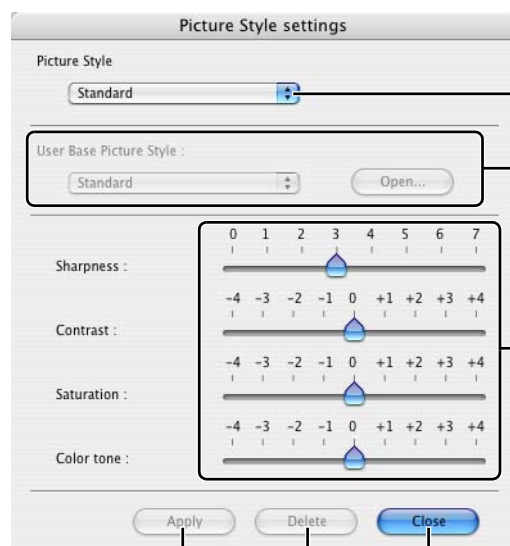 Picture Style settings
Picture Style
Standard
User Base Picture Style :
Standard
Open...
0 1 2 3 4 5 6 7
Sharpness :
-4 -3 -2 -1 0 +1 +2 +3 +4
Contrast :
-4 -3 -2 -1 0 +1 +2 +3 +4
Saturation :
-4 -3 -2 -1 0 +1 +2 +3 +4
Color tone :
Apply Delete Close